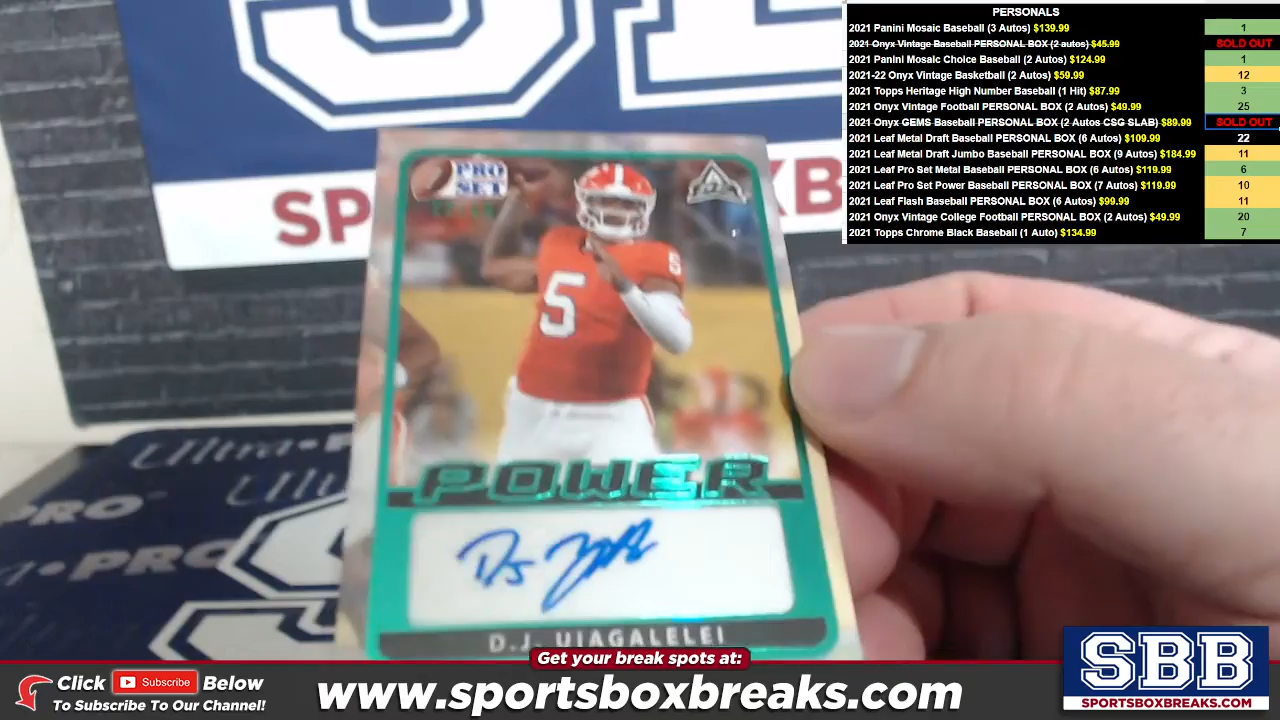 PERSONALS
2021 Panini Mosaic Baseball (3 Autos) $139.99 1
2021 Onyx Vintage Baseball PERSONAL BOX (2 autos) $45.99 SOLD OUT
2021 Panini Mosaic Choice Baseball (2 Autos) $124.99 1
2021-22 Onyx Vintage Basketball (2 Autos) $59.99 12
2021 Topps Heritage High Number Baseball (1 Hit) $87.99 3
2021 Onyx Vintage Football PERSONAL BOX (2 Autos) $49.99 25
2021 Onyx GEMS Baseball PERSONAL BOX (2 Autos CSG SLAB) $89.99 SOLD OUT
2021 Leaf Metal Draft Baseball PERSONAL BOX (6 Autos) $109.99 22
2021 Leaf Metal Draft Jumbo Baseball PERSONAL BOX (9 Autos) $184.99 11
2021 Leaf Pro Set Metal Baseball PERSONAL BOX (6 Autos) $119.99 6
2021 Leaf Pro Set Power Baseball PERSONAL BOX (7 Autos) $119.99 10
2021 Leaf Flash Baseball PERSONAL BOX (6 Autos) $99.99 11
2021 Onyx Vintage College Football PERSONAL BOX (2 Autos) $49.99 20
2021 Topps Chrome Black Baseball (1 Auto) $134.99 7
PRO
SET
5
5
POWER
D.J. UIAGALELEI
Ultra•P
PRO
•PRO
Get your break spots at:
Click Subscribe Below
To Subscribe To Our Channel!
www.sportsboxbreaks.com
SBB
SPORTSBOXBREAKS.COM